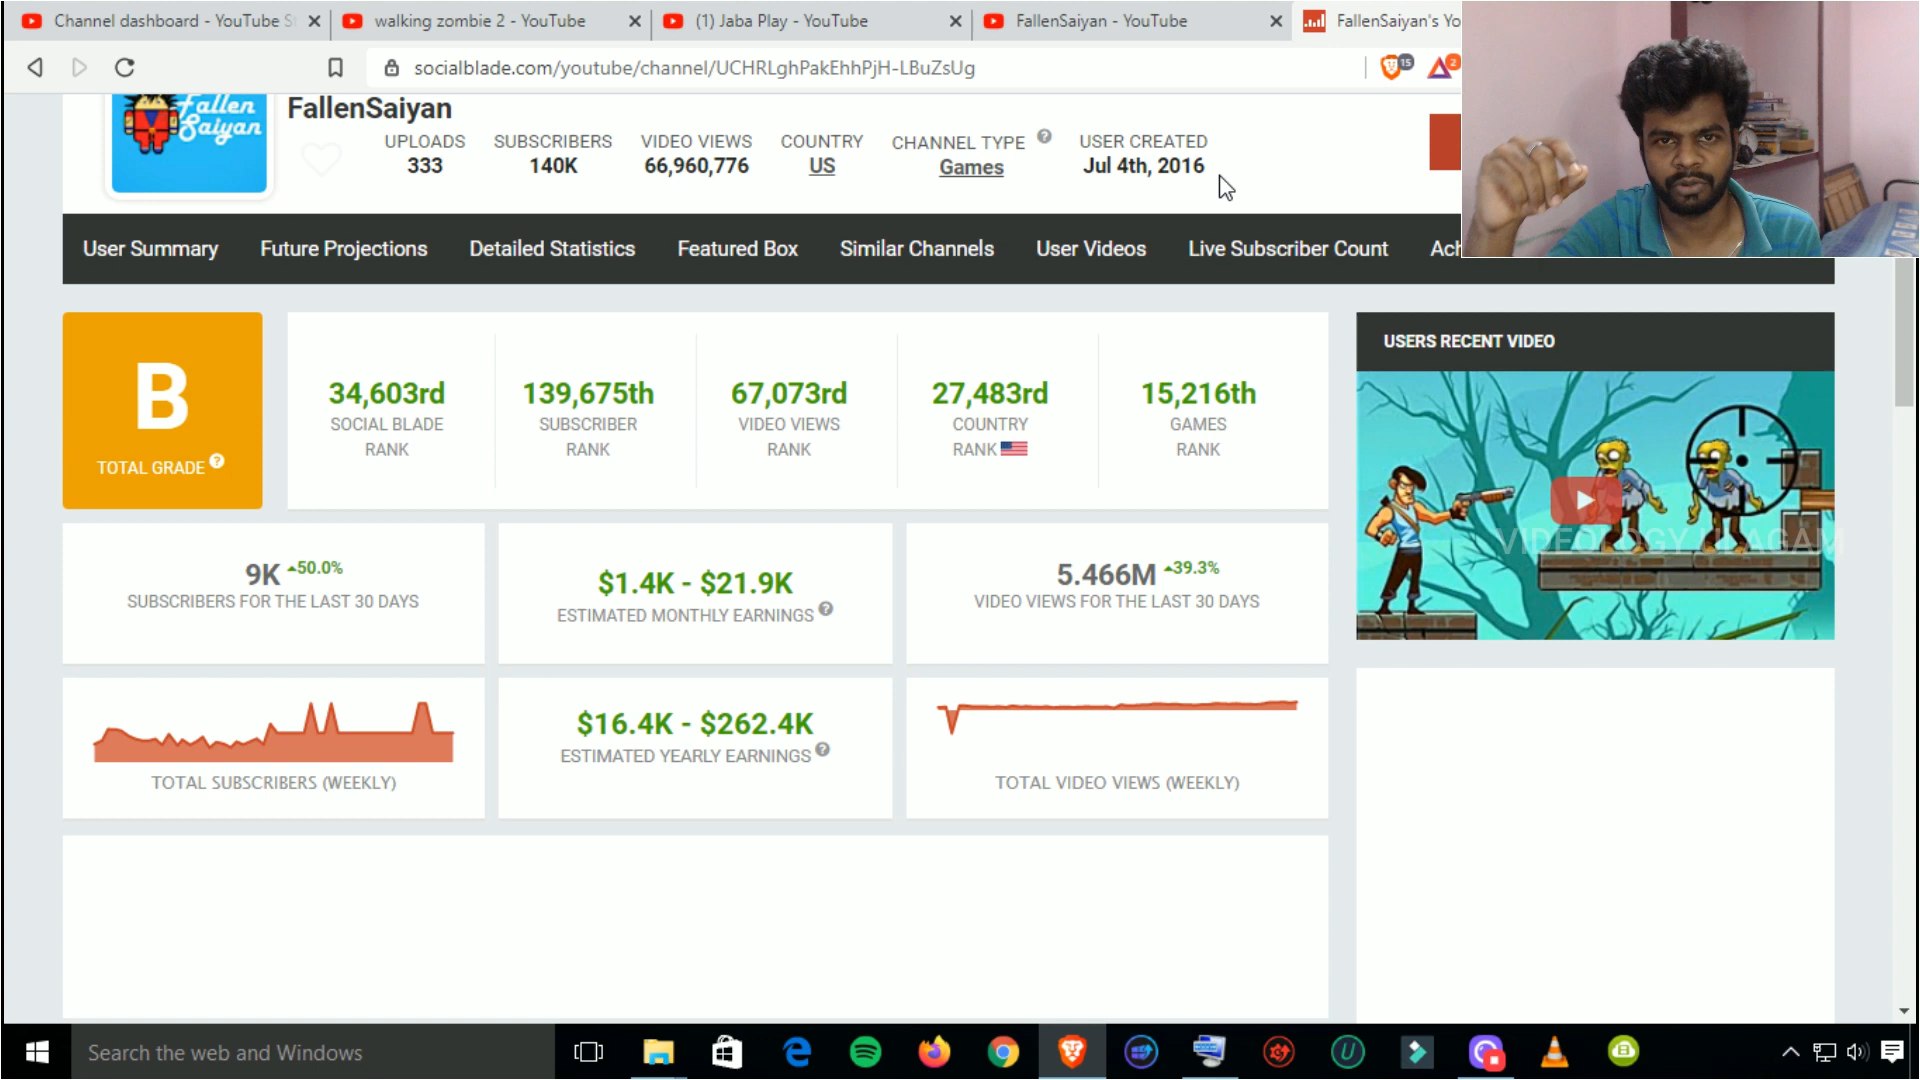 Channel dashboard - YouTube S
walking zombie 2 - YouTube
(1) Jaba Play - YouTube
FallenSaiyan - YouTube
FallenSaiyan's Yo
socialblade.com/youtube/channel/UCHRLghPakEhhPjH-LBuZsUg
15
2
Fallen
Saiyan
FallenSaiyan
UPLOADS
333
SUBSCRIBERS
140K
VIDEO VIEWS
66,960,776
COUNTRY
US
CHANNEL TYPE ?
Games
USER CREATED
Jul 4th, 2016
User Summary
Future Projections
Detailed Statistics
Featured Box
Similar Channels
User Videos
Live Subscriber Count
Ach
B
TOTAL GRADE ?
34,603rd
SOCIAL BLADE
RANK
139,675th
SUBSCRIBER
RANK
67,073rd
VIDEO VIEWS
RANK
27,483rd
COUNTRY
RANK
15,216th
GAMES
RANK
USERS RECENT VIDEO
VIDEOLOGY ULAGAM
9K 50.0%
SUBSCRIBERS FOR THE LAST 30 DAYS
$1.4K - $21.9K
ESTIMATED MONTHLY EARNINGS ?
5.466M 39.3%
VIDEO VIEWS FOR THE LAST 30 DAYS
TOTAL SUBSCRIBERS (WEEKLY)
$16.4K - $262.4K
ESTIMATED YEARLY EARNINGS ?
TOTAL VIDEO VIEWS (WEEKLY)
Search the web and Windows